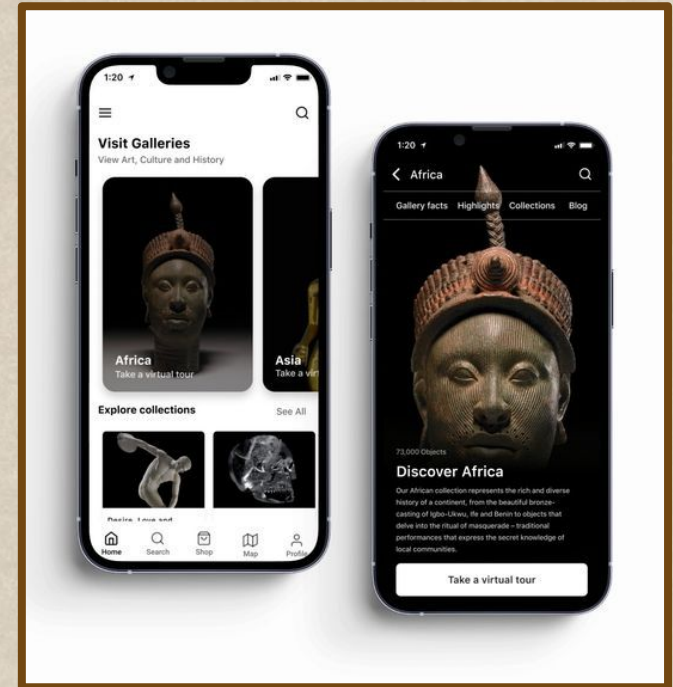 1:20
Visit Galleries
View Art, Culture and History
Africa
Take a virtual tour
Asia
Take a
Explore collections
See All
Desire, Love and
Home
Search
Shop
Map
Profile
1:20
Africa
Gallery facts Highlights Collections Blog
73,000 Objects
Discover Africa
Our African collection represents the rich and diverse
history of a continent, from the beautiful bronze-
casting of Igbo-Ukwu, Ife and Benin to objects that
delve into the ritual of masquerade – traditional
performances that express the secret knowledge of
local communities.
Take a virtual tour